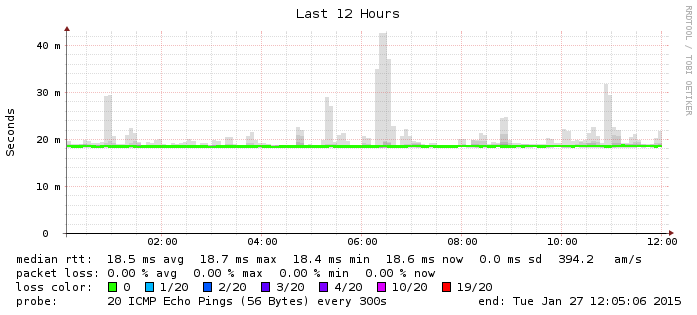 Last 12 Hours
RRDTOOL / TOBI OETIKER
Seconds
40 m
30 m
20 m
10 m
0
02:00 04:00 06:00 08:00 10:00 12:00
median rtt: 18.5 ms avg 18.7 ms max 18.4 ms min 18.6 ms now 0.0 ms sd 394.2 am/s
packet loss: 0.00 % avg 0.00 % max 0.00 % min 0.00 % now
loss color: 0 1/20 2/20 3/20 4/20 10/20 19/20
probe: 20 ICMP Echo Pings (56 Bytes) every 300s end: Tue Jan 27 12:05:06 2015